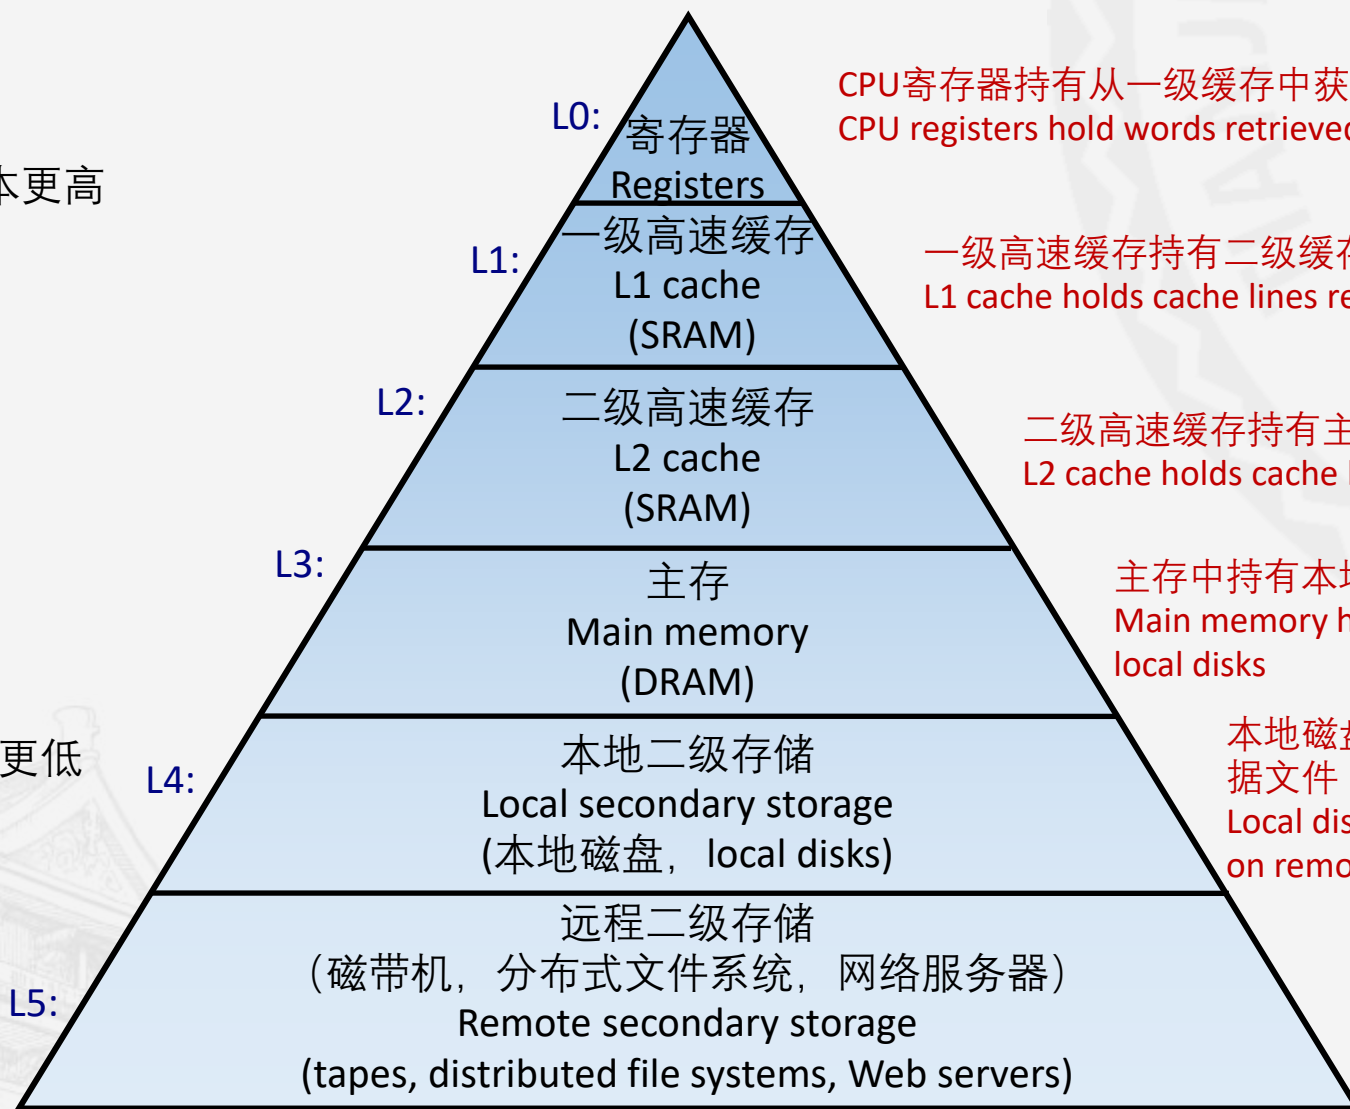 L0:
寄存器
Registers
CPU寄存器持有从一级缓存中获
CPU registers hold words retrieved
本更高
L1:
一级高速缓存
L1 cache
(SRAM)
一级高速缓存持有二级缓存
L1 cache holds cache lines re
L2:
二级高速缓存
L2 cache
(SRAM)
二级高速缓存持有主
L2 cache holds cache
L3:
主存
Main memory
(DRAM)
主存中持有本地
Main memory h
local disks
更低
L4:
本地二级存储
Local secondary storage
(本地磁盘，local disks)
本地磁盘
据文件
Local dis
on remo
L5:
远程二级存储
（磁带机，分布式文件系统，网络服务器）
Remote secondary storage
(tapes, distributed file systems, Web servers)